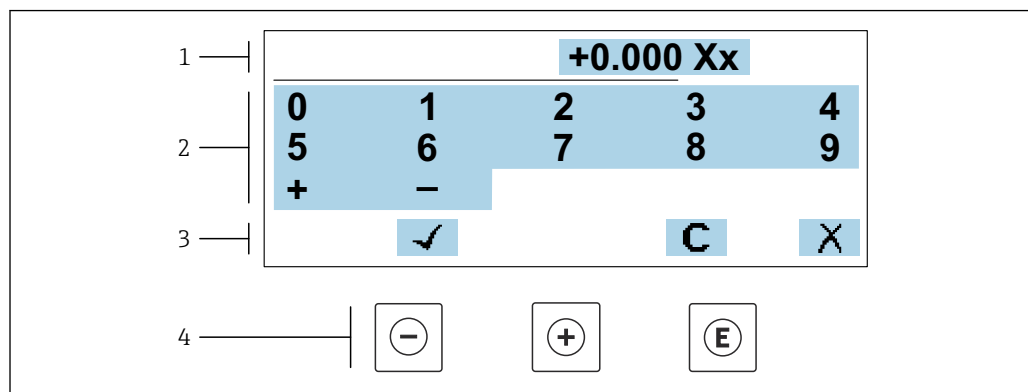 1 +0.000 Xx
0 1 2 3 4
2 5 6 7 8 9
+ −
3 ✓ C X
4 − + E